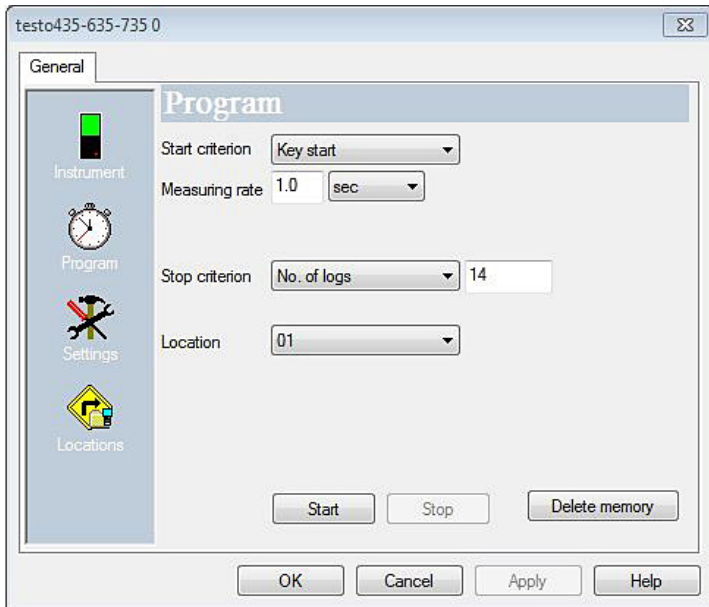 testo435-635-735 0
General
Program
Instrument
Program
Settings
Locations
Start criterion Key start
Measuring rate 1.0 sec
Stop criterion No. of logs 14
Location 01
Start Stop Delete memory
OK Cancel Apply Help